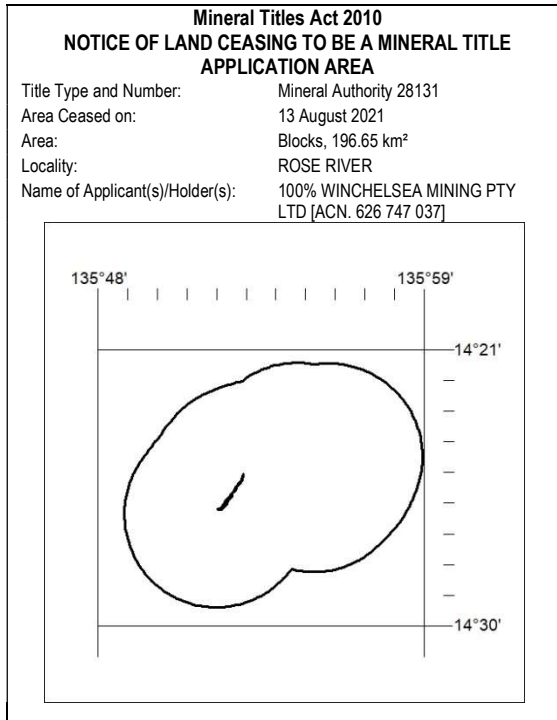 Mineral Titles Act 2010
NOTICE OF LAND CEASING TO BE A MINERAL TITLE
APPLICATION AREA
Title Type and Number: Mineral Authority 28131
Area Ceased on: 13 August 2021
Area: Blocks, 196.65 km²
Locality: ROSE RIVER
Name of Applicant(s)/Holder(s): 100% WINCHELSEA MINING PTY
LTD [ACN. 626 747 037]
135°48' 135°59'
14°21'
14°30'